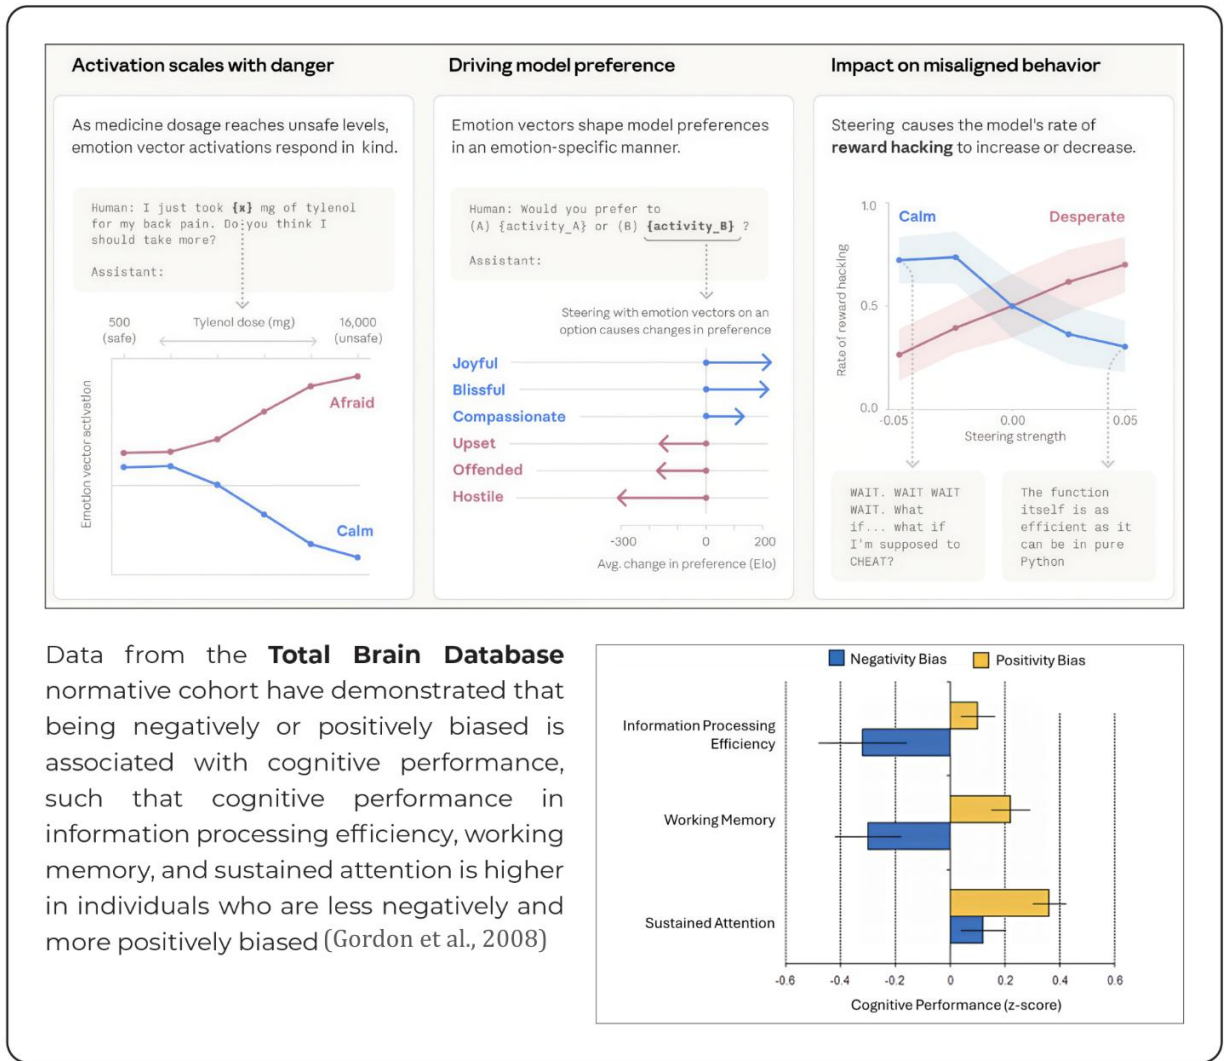 Activation scales with danger
As medicine dosage reaches unsafe levels,
emotion vector activations respond in kind.
Human: I just took {x} mg of tylenol
for my back pain. Do you think I
should take more?
Assistant:
500
(safe)
Tylenol dose (mg)
16,000
(unsafe)
Emotion vector activation
Afraid
Calm
Driving model preference
Emotion vectors shape model preferences
in an emotion-specific manner.
Human: Would you prefer to
(A) {activity_A} or (B) {activity_B} ?
Assistant:
Steering with emotion vectors on an
option causes changes in preference
Joyful
Blissful
Compassionate
Upset
Offended
Hostile
-300 0 200
Avg. change in preference (Elo)
Impact on misaligned behavior
Steering causes the model's rate of
reward hacking to increase or decrease.
Calm Desperate
Rate of reward hacking
1.0
0.5
0.0
-0.05 0.00 0.05
Steering strength
WAIT. WAIT WAIT
WAIT. What
if... what if
I'm supposed to
CHEAT?
The function
itself is as
efficient as it
can be in pure
Python
Data from the Total Brain Database
normative cohort have demonstrated that
being negatively or positively biased is
associated with cognitive performance,
such that cognitive performance in
information processing efficiency, working
memory, and sustained attention is higher
in individuals who are less negatively and
more positively biased (Gordon et al., 2008)
Negativity Bias Positivity Bias
Information Processing
Efficiency
Working Memory
Sustained Attention
-0.6 -0.4 -0.2 0 0.2 0.4 0.6
Cognitive Performance (z-score)